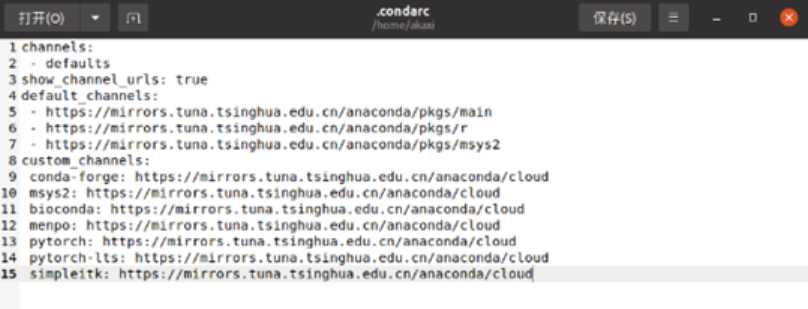 打开(O)
.condarc
/home/akaxi
保存(S)
1 channels:
2  - defaults
3 show_channel_urls: true
4 default_channels:
5  - https://mirrors.tuna.tsinghua.edu.cn/anaconda/pkgs/main
6  - https://mirrors.tuna.tsinghua.edu.cn/anaconda/pkgs/r
7  - https://mirrors.tuna.tsinghua.edu.cn/anaconda/pkgs/msys2
8 custom_channels:
9  conda-forge: https://mirrors.tuna.tsinghua.edu.cn/anaconda/cloud
10  msys2: https://mirrors.tuna.tsinghua.edu.cn/anaconda/cloud
11  bioconda: https://mirrors.tuna.tsinghua.edu.cn/anaconda/cloud
12  menpo: https://mirrors.tuna.tsinghua.edu.cn/anaconda/cloud
13  pytorch: https://mirrors.tuna.tsinghua.edu.cn/anaconda/cloud
14  pytorch-lts: https://mirrors.tuna.tsinghua.edu.cn/anaconda/cloud
15  simpleitk: https://mirrors.tuna.tsinghua.edu.cn/anaconda/cloud